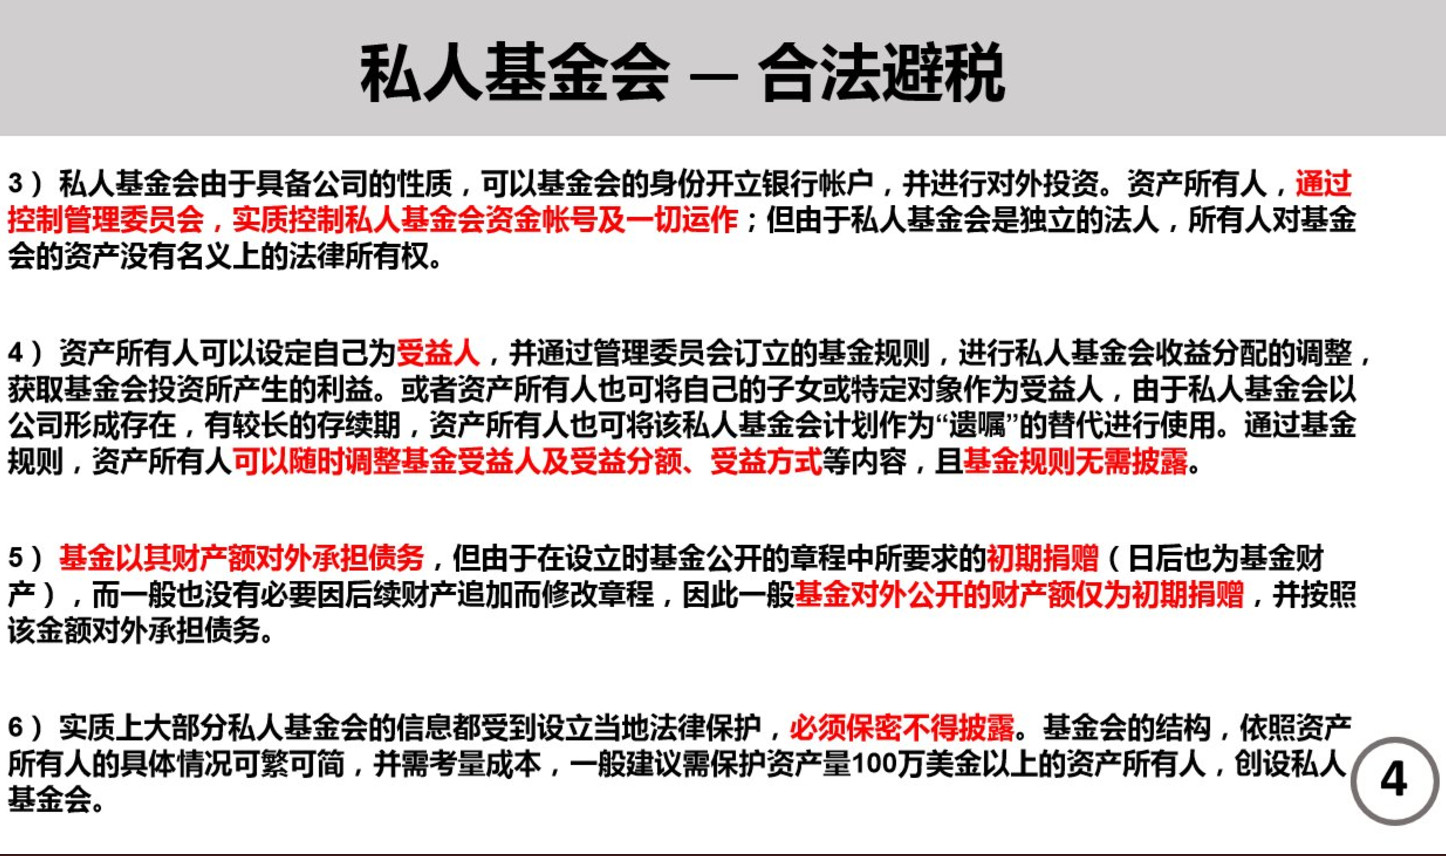 私人基金会 — 合法避税
3） 私人基金会由于具备公司的性质，可以基金会的身份开立银行帐户，并进行对外投资。资产所有人，通过
控制管理委员会，实质控制私人基金会资金帐号及一切运作；但由于私人基金会是独立的法人，所有人对基金
会的资产没有名义上的法律所有权。
4） 资产所有人可以设定自己为受益人，并通过管理委员会订立的基金规则，进行私人基金会收益分配的调整，
获取基金会投资所产生的利益。或者资产所有人也可将自己的子女或特定对象作为受益人，由于私人基金会以
公司形成存在，有较长的存续期，资产所有人也可将该私人基金会计划作为“遗嘱”的替代进行使用。通过基金
规则，资产所有人可以随时调整基金受益人及受益分额、受益方式等内容，且基金规则无需披露。
5） 基金以其财产额对外承担债务，但由于在设立时基金公开的章程中所要求的初期捐赠（日后也为基金财
产），而一般也没有必要因后续财产追加而修改章程，因此一般基金对外公开的财产额仅为初期捐赠，并按照
该金额对外承担债务。
6） 实质上大部分私人基金会的信息都受到设立当地法律保护，必须保密不得披露。基金会的结构，依照资产
所有人的具体情况可繁可简，并需考量成本，一般建议需保护资产量100万美金以上的资产所有人，创设私人
基金会。
4